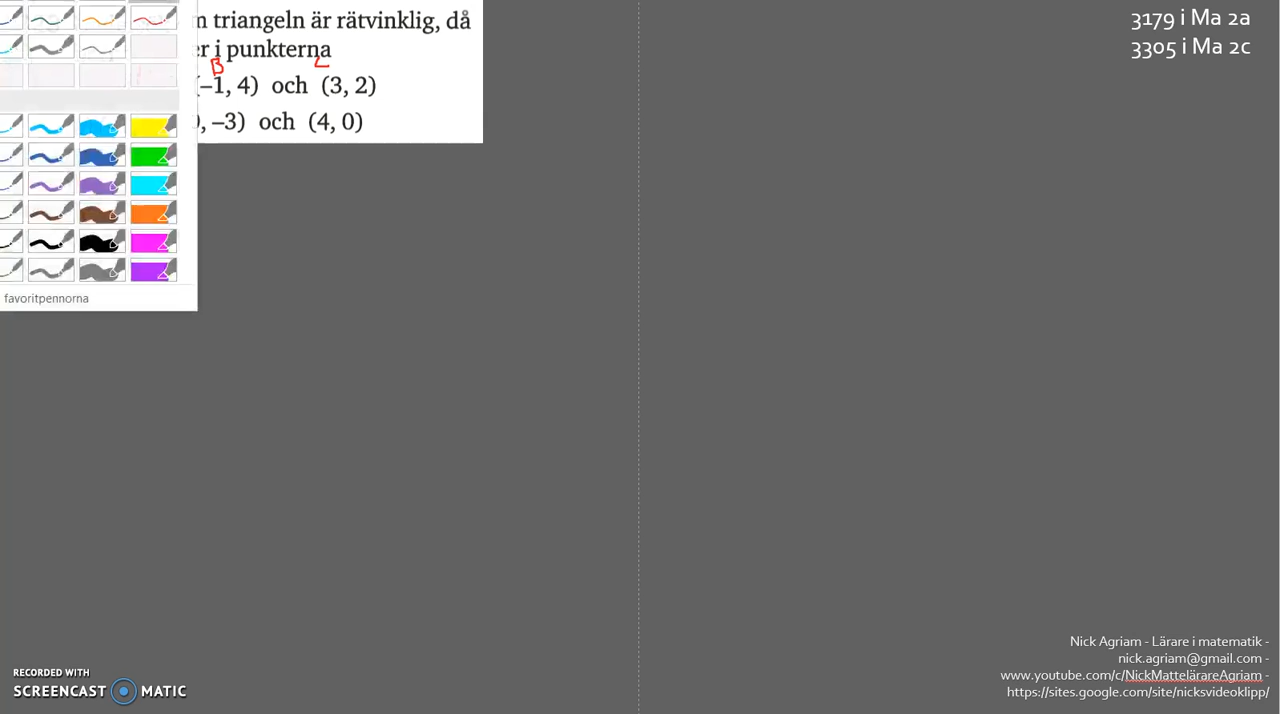 m triangeln är rätvinklig, då
er i punkterna
B C
(–1, 4) och (3, 2)
, –3) och (4, 0)
favoritpennorna
3179 i Ma 2a
3305 i Ma 2c
Nick Agriam - Lärare i matematik -
nick.agriam@gmail.com -
www.youtube.com/c/NickMattelärareAgriam -
https://sites.google.com/site/nicksvideoklipp/
RECORDED WITH
SCREENCAST MATIC